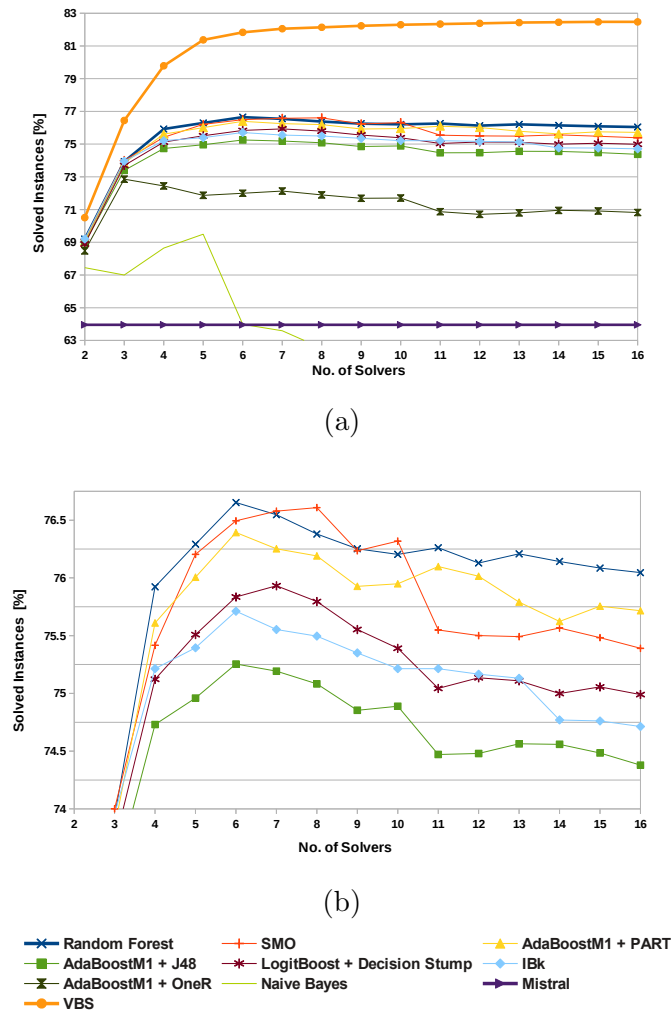 83
81
79
77
75
73
71
69
67
65
63
Solved Instances [%]
2 3 4 5 6 7 8 9 10 11 12 13 14 15 16
No. of Solvers
(a)
76.5
76
75.5
75
74.5
74
Solved Instances [%]
2 3 4 5 6 7 8 9 10 11 12 13 14 15 16
No. of Solvers
(b)
Random Forest SMO AdaBoostM1 + PART
AdaBoostM1 + J48 LogitBoost + Decision Stump IBk
AdaBoostM1 + OneR Naive Bayes Mistral
VBS